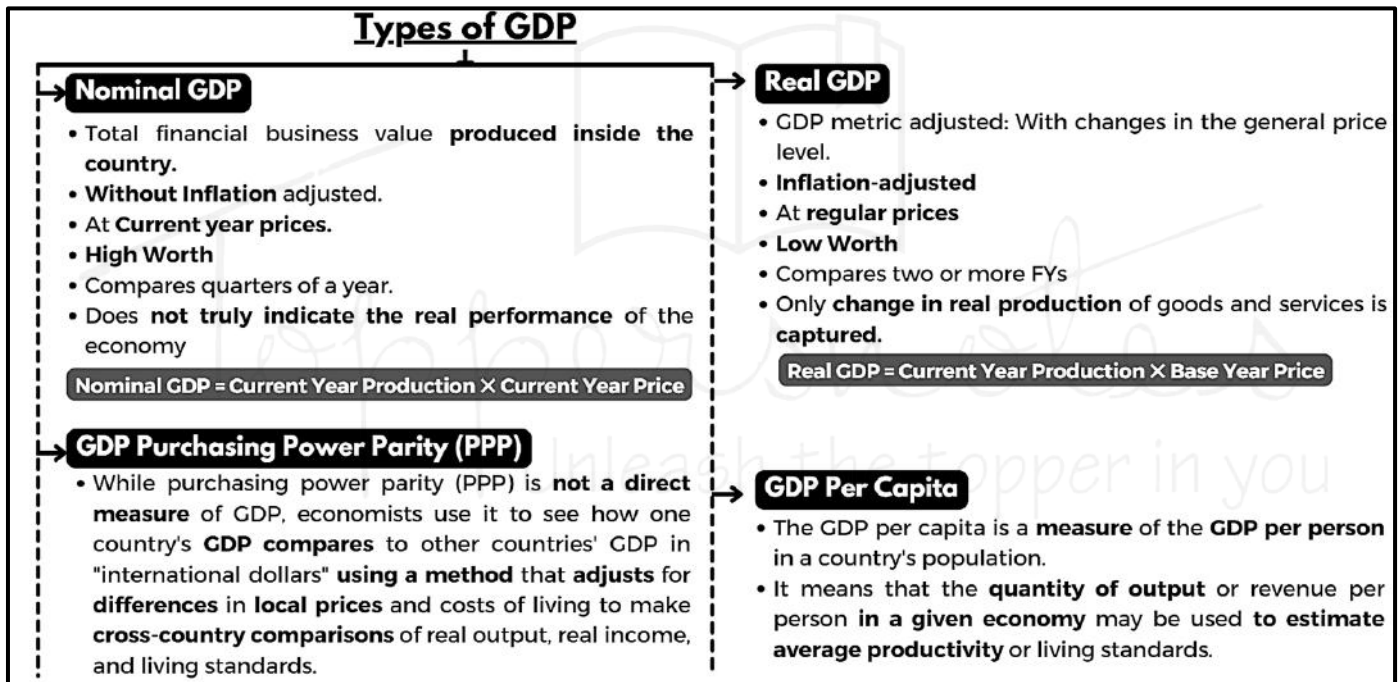 Types of GDP
Nominal GDP
• Total financial business value produced inside the
country.
• Without Inflation adjusted.
• At Current year prices.
• High Worth
• Compares quarters of a year.
• Does not truly indicate the real performance of the
economy
Nominal GDP = Current Year Production X Current Year Price
GDP Purchasing Power Parity (PPP)
• While purchasing power parity (PPP) is not a direct
measure of GDP, economists use it to see how one
country's GDP compares to other countries' GDP in
"international dollars" using a method that adjusts for
differences in local prices and costs of living to make
cross-country comparisons of real output, real income,
and living standards.
Real GDP
• GDP metric adjusted: With changes in the general price
level.
• Inflation-adjusted
• At regular prices
• Low Worth
• Compares two or more FYs
• Only change in real production of goods and services is
captured.
Real GDP = Current Year Production X Base Year Price
GDP Per Capita
• The GDP per capita is a measure of the GDP per person
in a country's population.
• It means that the quantity of output or revenue per
person in a given economy may be used to estimate
average productivity or living standards.
Toppersnotes
Unleash the topper in you